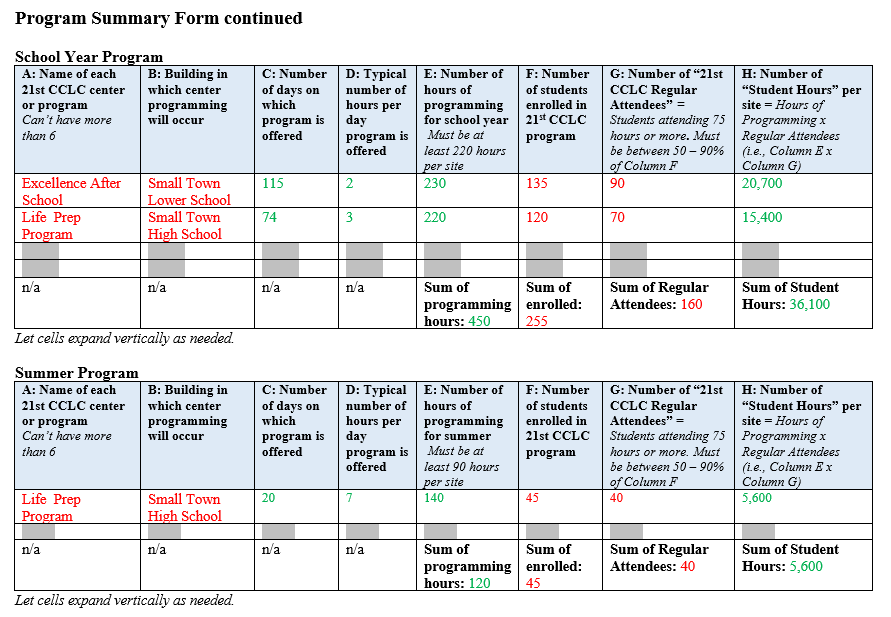 Program Summary Form continued
School Year Program
A: Name of each
21st CCLC center
or program
Can't have more
than 6
B: Building in
which center
programming
will occur
C: Number
of days on
which
program is
offered
D: Typical
number of
hours per
day
program is
offered
E: Number of
hours of
programming
for school year
Must be at
least 220 hours
per site
F: Number
of students
enrolled in
21st CCLC
program
G: Number of “21st
CCLC Regular
Attendees” =
Students attending 75
hours or more. Must
be between 50 – 90%
of Column F
H: Number of
“Student Hours” per
site = Hours of
Programming x
Regular Attendees
(i.e., Column E x
Column G)
Excellence After
School
Small Town
Lower School
115
2
230
135
90
20,700
Life Prep
Program
Small Town
High School
74
3
220
120
70
15,400
n/a
n/a
n/a
n/a
Sum of
programming
hours: 450
Sum of
enrolled:
255
Sum of Regular
Attendees: 160
Sum of Student
Hours: 36,100
Let cells expand vertically as needed.
Summer Program
A: Name of each
21st CCLC center
or program
Can't have more
than 6
B: Building in
which center
programming
will occur
C: Number
of days on
which
program is
offered
D: Typical
number of
hours per
day
program is
offered
E: Number of
hours of
programming
for summer
Must be at
least 90 hours
per site
F: Number
of students
enrolled in
21st CCLC
program
G: Number of “21st
CCLC Regular
Attendees” =
Students attending 75
hours or more. Must
be between 50 – 90%
of Column F
H: Number of
“Student Hours” per
site = Hours of
Programming x
Regular Attendees
(i.e., Column E x
Column G)
Life Prep
Program
Small Town
High School
20
7
140
45
40
5,600
n/a
n/a
n/a
n/a
Sum of
programming
hours: 120
Sum of
enrolled:
45
Sum of Regular
Attendees: 40
Sum of Student
Hours: 5,600
Let cells expand vertically as needed.